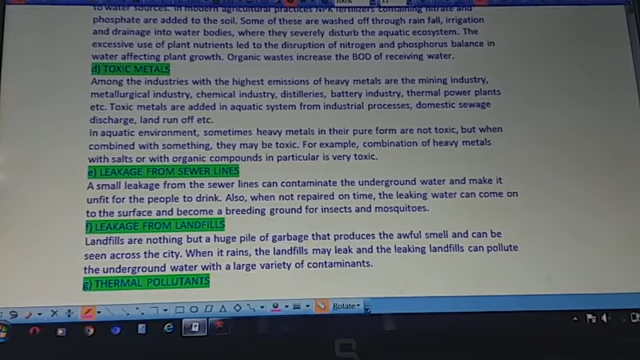 to water sources. In modern agricultural practices NPK fertilizers containing nitrate and
phosphate are added to the soil. Some of these are washed off through rain fall, irrigation
and drainage into water bodies, where they severely disturb the aquatic ecosystem. The
excessive use of plant nutrients led to the disruption of nitrogen and phosphorus balance in
water affecting plant growth. Organic wastes increase the BOD of receiving water.
d) TOXIC METALS
Among the industries with the highest emissions of heavy metals are the mining industry,
metallurgical industry, chemical industry, distilleries, battery industry, thermal power plants
etc. Toxic metals are added in aquatic system from industrial processes, domestic sewage
discharge, land run off etc.
In aquatic environment, sometimes heavy metals in their pure form are not toxic, but when
combined with something, they may be toxic. For example, combination of heavy metals
with salts or with organic compounds in particular is very toxic.
e) LEAKAGE FROM SEWER LINES
A small leakage from the sewer lines can contaminate the underground water and make it
unfit for the people to drink. Also, when not repaired on time, the leaking water can come on
to the surface and become a breeding ground for insects and mosquitoes.
f) LEAKAGE FROM LANDFILLS
Landfills are nothing but a huge pile of garbage that produces the awful smell and can be
seen across the city. When it rains, the landfills may leak and the leaking landfills can pollute
the underground water with a large variety of contaminants.
g) THERMAL POLLUTANTS
Rotate